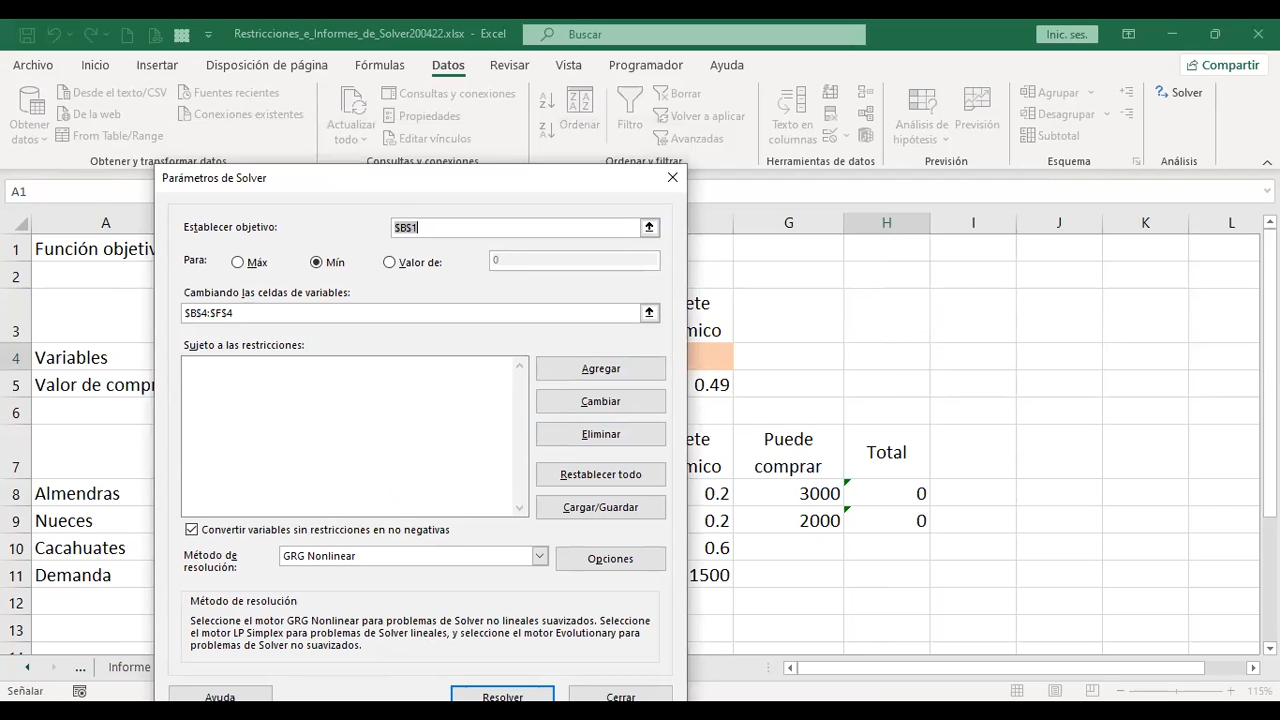 Restricciones_e_Informes_de_Solver200422.xlsx - Excel
Buscar
Inic. ses.
Archivo Inicio Insertar Disposición de página Fórmulas Datos Revisar Vista Programador Ayuda Compartir
Obtener datos
Desde el texto/CSV
De la web
From Table/Range
Fuentes recientes
Conexiones existentes
Obtener y transformar datos
Actualizar todo
Consultas y conexiones
Propiedades
Editar vínculos
Consultas y conexiones
Ordenar
Filtro
Borrar
Volver a aplicar
Avanzadas
Ordenar y filtrar
Texto en columnas
Herramientas de datos
Análisis de hipótesis
Previsión
Previsión
Agrupar
Desagrupar
Subtotal
Esquema
Solver
Análisis
A1
Parámetros de Solver
Establecer objetivo: $B$1
Para: Máx Mín Valor de: 0
Cambiando las celdas de variables:
$B$4:$F$4
Sujeto a las restricciones:
Agregar
Cambiar
Eliminar
Restablecer todo
Cargar/Guardar
Convertir variables sin restricciones en no negativas
Método de resolución: GRG Nonlinear Opciones
Método de resolución
Seleccione el motor GRG Nonlinear para problemas de Solver no lineales suavizados. Seleccione
el motor LP Simplex para problemas de Solver lineales, y seleccione el motor Evolutionary para
problemas de Solver no suavizados.
Ayuda Resolver Cerrar
A G H I J K L
1 Función objetiv
2
3 ete
mico
4 Variables
5 Valor de compr 0.49
6
7 ete Puede Total
mico comprar
8 Almendras 0.2 3000 0
9 Nueces 0.2 2000 0
10 Cacahuates 0.6
11 Demanda 1500
12
13
... Informe
Señalar 115%